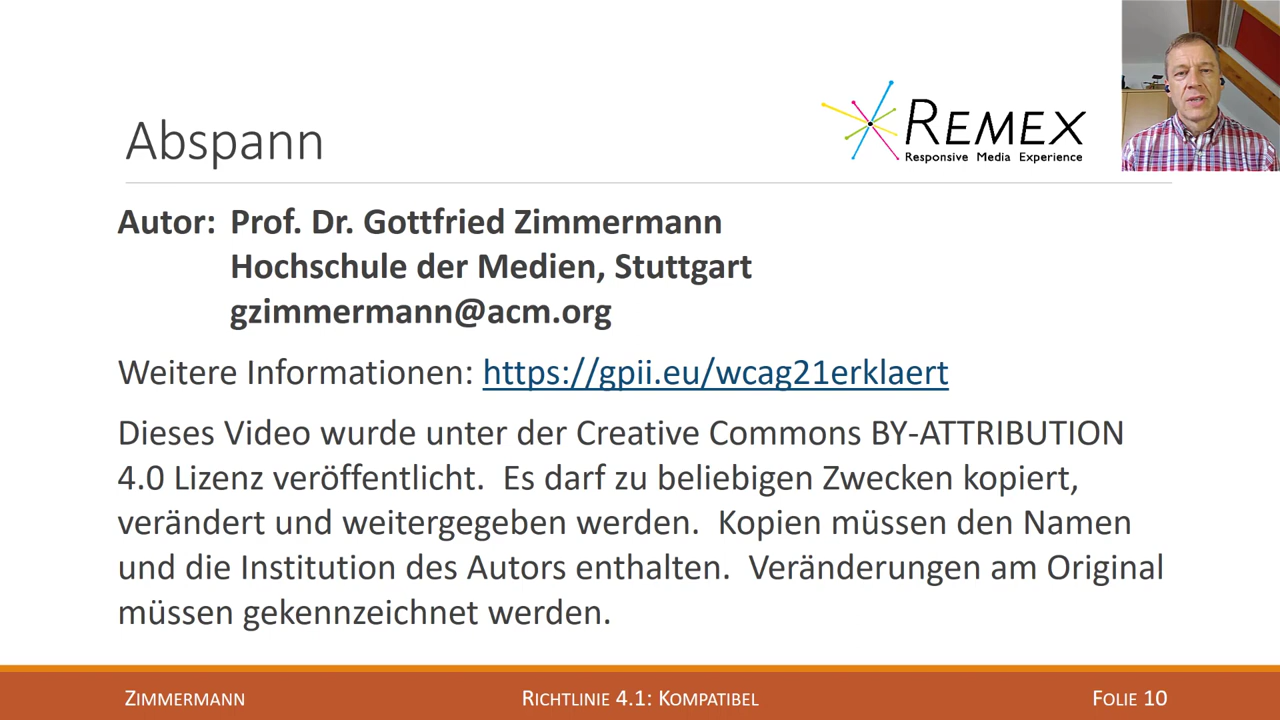 Abspann
REMEX
Responsive Media Experience
Autor: Prof. Dr. Gottfried Zimmermann
Hochschule der Medien, Stuttgart
gzimmermann@acm.org
Weitere Informationen: https://gpii.eu/wcag21erklaert
Dieses Video wurde unter der Creative Commons BY-ATTRIBUTION
4.0 Lizenz veröffentlicht.  Es darf zu beliebigen Zwecken kopiert,
verändert und weitergegeben werden.  Kopien müssen den Namen
und die Institution des Autors enthalten.  Veränderungen am Original
müssen gekennzeichnet werden.
ZIMMERMANN
RICHTLINIE 4.1: KOMPATIBEL
FOLIE 10